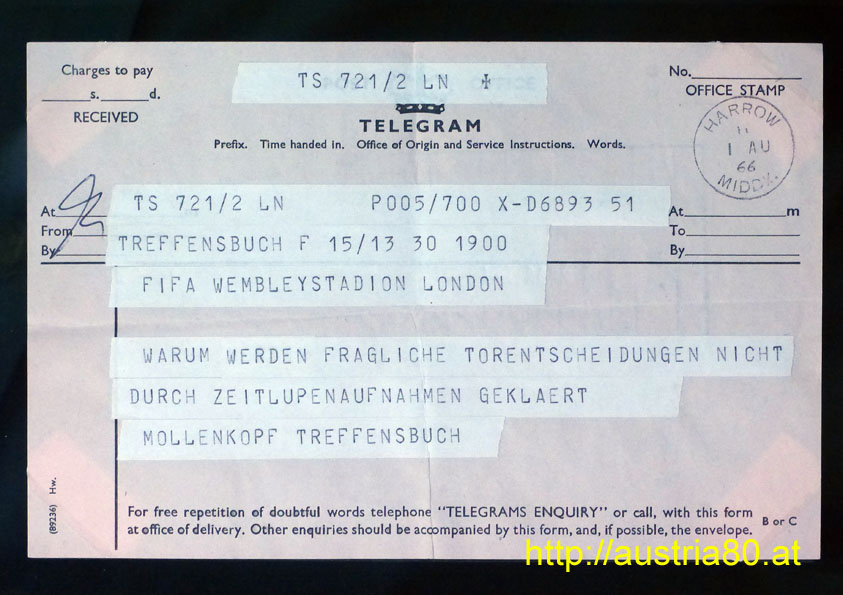 Charges to pay
s. d.
RECEIVED
TS 721/2 LN ✠
TELEGRAM
Prefix. Time handed in. Office of Origin and Service Instructions. Words.
No.
OFFICE STAMP
HARROW
1 AU
66
MIDDX.
At
From
By
TS 721/2 LN P005/700 X-D6893 51
At m
To
By
TREFFENSBUCH F 15/13 30 1900
FIFA WEMBLEYSTADION LONDON
WARUM WERDEN FRAGLICHE TORENTSCHEIDUNGEN NICHT
DURCH ZEITLUPENAUFNAHMEN GEKLAERT
MOLLENKOPF TREFFENSBUCH
(89236) Hw.
For free repetition of doubtful words telephone "TELEGRAMS ENQUIRY" or call, with this form
at office of delivery. Other enquiries should be accompanied by this form, and, if possible, the envelope.
B or C
http://austria80.at